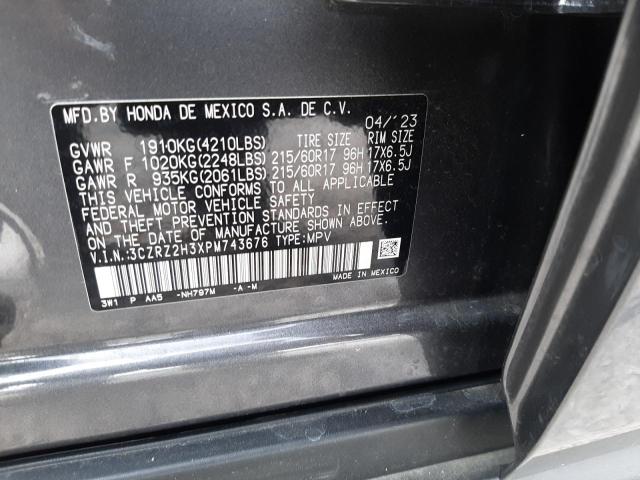 MFD.BY HONDA DE MEXICO S.A. DE C.V.
04/'23
GVWR 1910KG(4210LBS) TIRE SIZE RIM SIZE
GAWR F 1020KG(2248LBS) 215/60R17 96H 17X6.5J
GAWR R 935KG(2061LBS) 215/60R17 96H 17X6.5J
THIS VEHICLE CONFORMS TO ALL APPLICABLE
FEDERAL MOTOR VEHICLE SAFETY
AND THEFT PREVENTION STANDARDS IN EFFECT
ON THE DATE OF MANUFACTURE SHOWN ABOVE.
V.I.N.:3CZRZ2H3XPM743676 TYPE:MPV
MADE IN MEXICO
3W1 P AA5 -NH797M -A -M